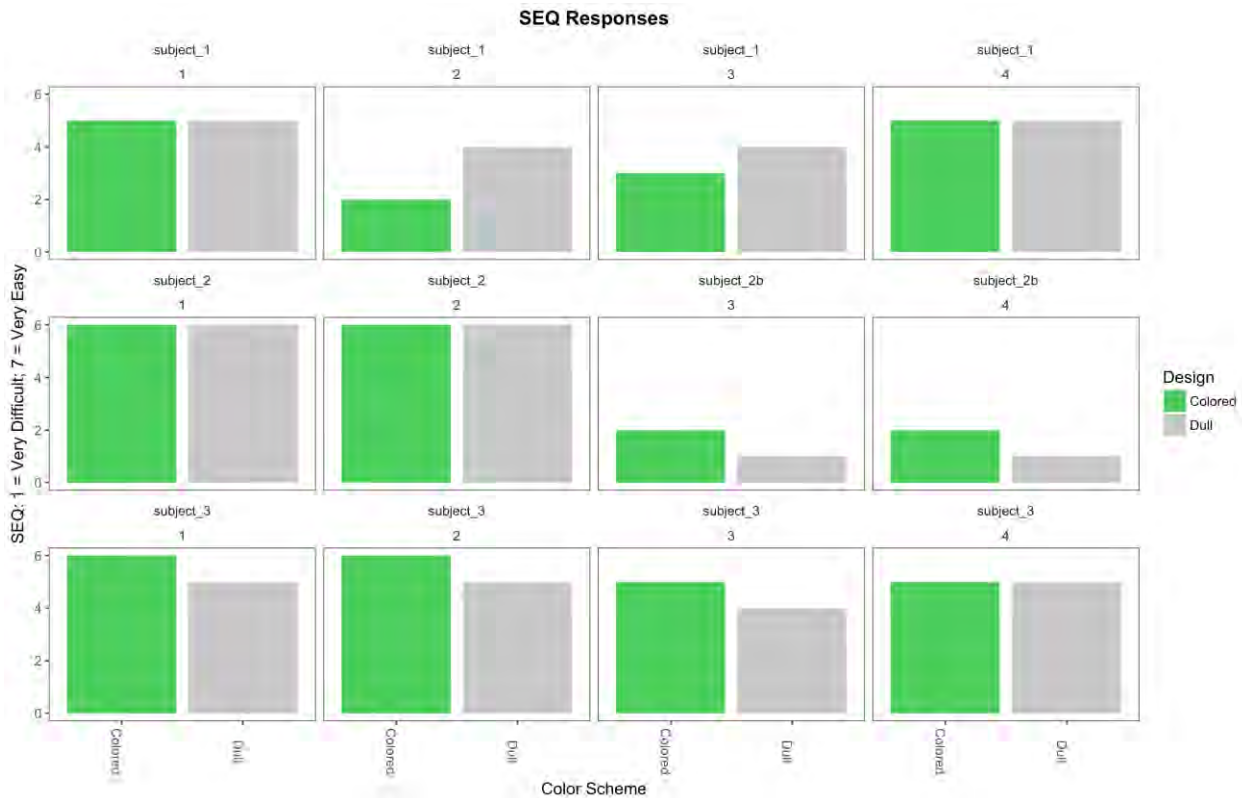 SEQ Responses
subject_1 subject_1 subject_1 subject_1
1 2 3 4
6
4
2
0
subject_2 subject_2 subject_2b subject_2b
1 2 3 4
6
4
2
0
subject_3 subject_3 subject_3 subject_3
1 2 3 4
6
4
2
0
SEQ: 1 = Very Difficult; 7 = Very Easy
Colored Dull Colored Dull Colored Dull Colored Dull
Color Scheme
Design
Colored
Dull